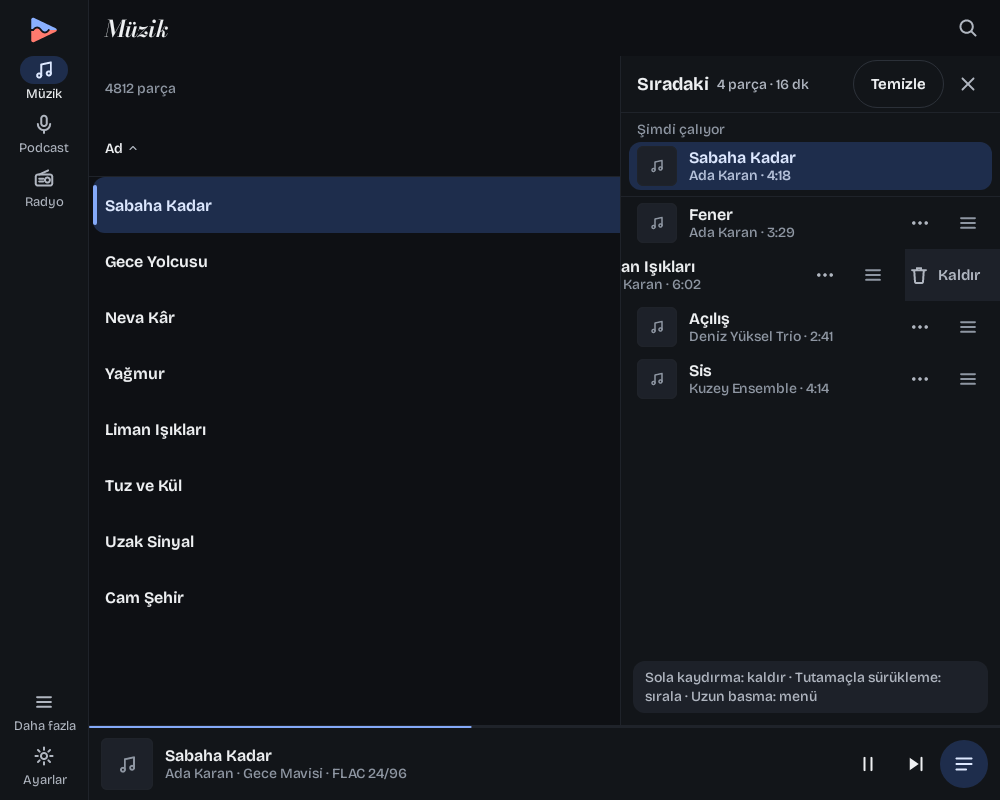 Müzik
Müzik
Podcast
Radyo
Daha fazla
Ayarlar
4812 parça
Ad
Sabaha Kadar
Gece Yolcusu
Neva Kâr
Yağmur
Liman Işıkları
Tuz ve Kül
Uzak Sinyal
Cam Şehir
Sıradaki 4 parça · 16 dk Temizle
Şimdi çalıyor
Sabaha Kadar
Ada Karan · 4:18
Fener
Ada Karan · 3:29
an Işıkları
Karan · 6:02
Kaldır
Açılış
Deniz Yüksel Trio · 2:41
Sis
Kuzey Ensemble · 4:14
Sola kaydırma: kaldır · Tutamaçla sürükleme:
sırala · Uzun basma: menü
Sabaha Kadar
Ada Karan · Gece Mavisi · FLAC 24/96